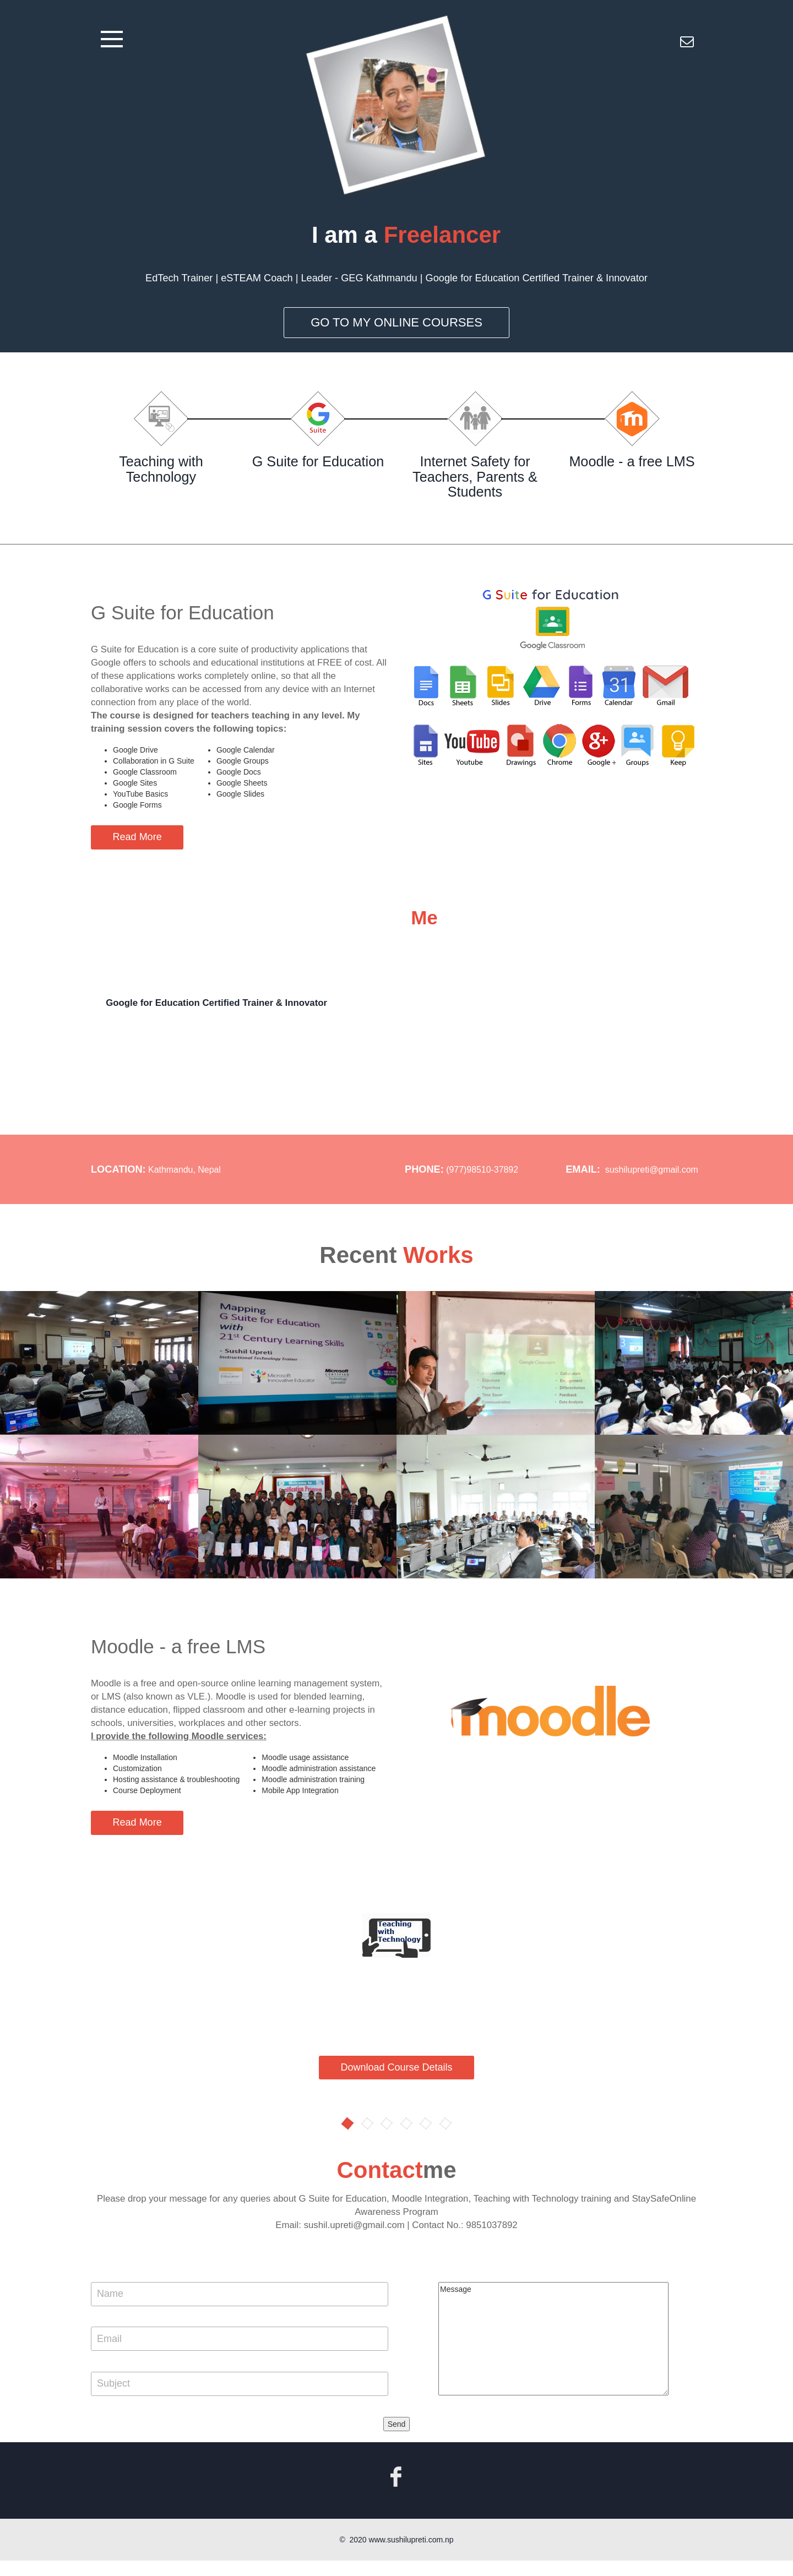 I am a Freelancer
EdTech Trainer | eSTEAM Coach | Leader - GEG Kathmandu | Google for Education Certified Trainer & Innovator
GO TO MY ONLINE COURSES
Suite
Teaching with
Technology
G Suite for Education
Internet Safety for
Teachers, Parents &
Students
Moodle - a free LMS
G Suite for Education
G Suite for Education is a core suite of productivity applications that
Google offers to schools and educational institutions at FREE of cost. All
of these applications works completely online, so that all the
collaborative works can be accessed from any device with an Internet
connection from any place of the world.
The course is designed for teachers teaching in any level. My
training session covers the following topics:
Google Drive
Collaboration in G Suite
Google Classroom
Google Sites
YouTube Basics
Google Forms
Google Calendar
Google Groups
Google Docs
Google Sheets
Google Slides
Read More
G Suite for Education
Google Classroom
31
Docs Sheets Slides Drive Forms Calendar Gmail
YouTube
g+
Sites Youtube Drawings Chrome Google + Groups Keep
Me
Google for Education Certified Trainer & Innovator
LOCATION: Kathmandu, Nepal
PHONE: (977)98510-37892
EMAIL: sushilupreti@gmail.com
Recent Works
Mapping
G Suite for Education
with
21st Century Learning Skills
- Sushil Upreti
Instructional Technology Trainer
Microsoft
Innovative Educator
Google Classroom
Moodle - a free LMS
Moodle is a free and open-source online learning management system,
or LMS (also known as VLE.). Moodle is used for blended learning,
distance education, flipped classroom and other e-learning projects in
schools, universities, workplaces and other sectors.
I provide the following Moodle services:
Moodle Installation
Customization
Hosting assistance & troubleshooting
Course Deployment
Moodle usage assistance
Moodle administration assistance
Moodle administration training
Mobile App Integration
Read More
moodle
Teaching
with
Technology
Download Course Details
Contactme
Please drop your message for any queries about G Suite for Education, Moodle Integration, Teaching with Technology training and StaySafeOnline
Awareness Program
Email: sushil.upreti@gmail.com | Contact No.: 9851037892
Name
Email
Subject
Message
Send
© 2020 www.sushilupreti.com.np